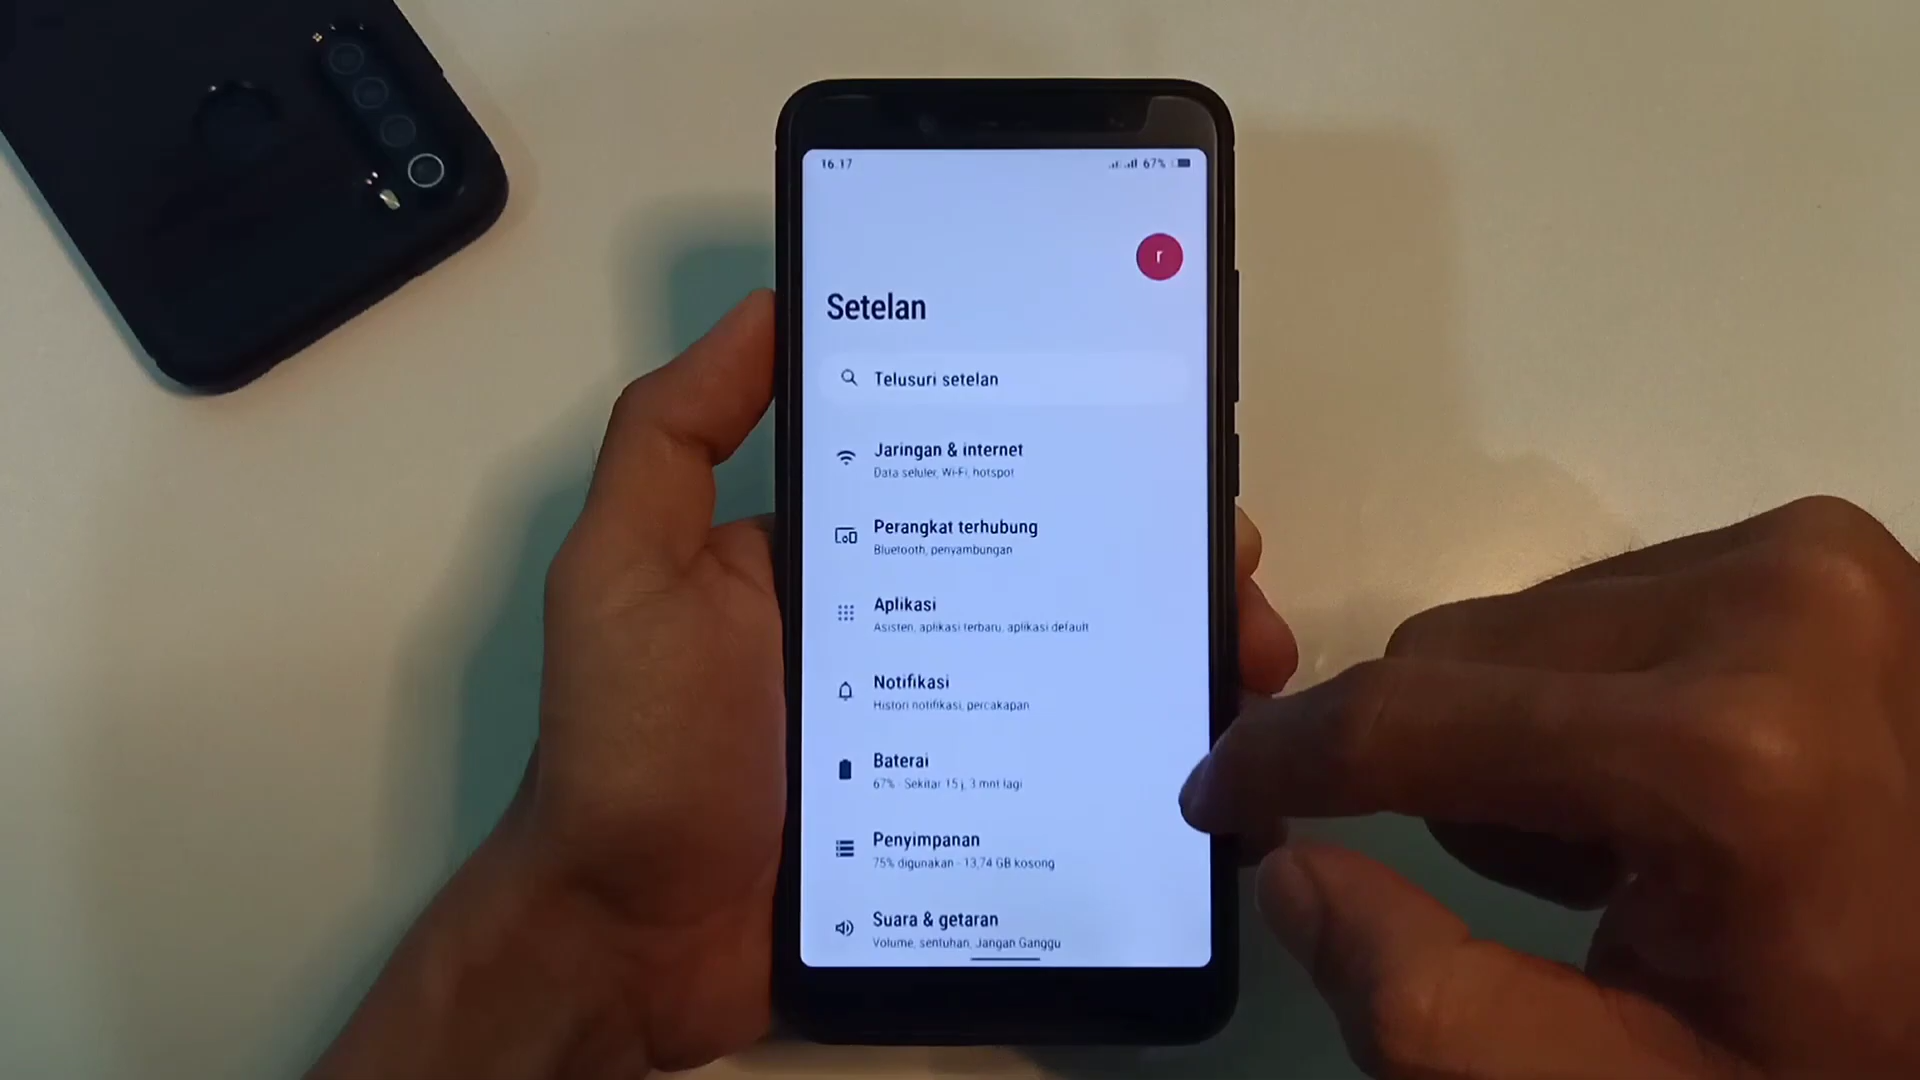 16.17
67%
r
Setelan
Telusuri setelan
Jaringan & internet
Data seluler, Wi-Fi, hotspot
Perangkat terhubung
Bluetooth, penyambungan
Aplikasi
Asisten, aplikasi terbaru, aplikasi default
Notifikasi
Histori notifikasi, percakapan
Baterai
67% - Sekitar 15 j, 3 mnt lagi
Penyimpanan
75% digunakan - 13,74 GB kosong
Suara & getaran
Volume, sentuhan, Jangan Ganggu